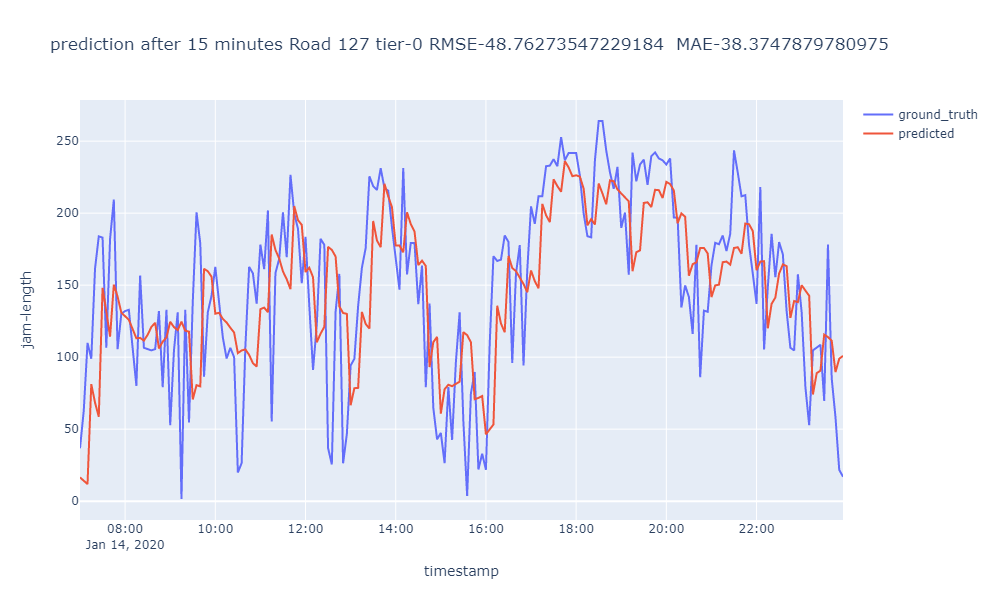 prediction after 15 minutes Road 127 tier-0 RMSE-48.76273547229184  MAE-38.3747879780975
ground_truth
predicted
250
200
150
100
50
0
jam-length
08:00 10:00 12:00 14:00 16:00 18:00 20:00 22:00
Jan 14, 2020
timestamp